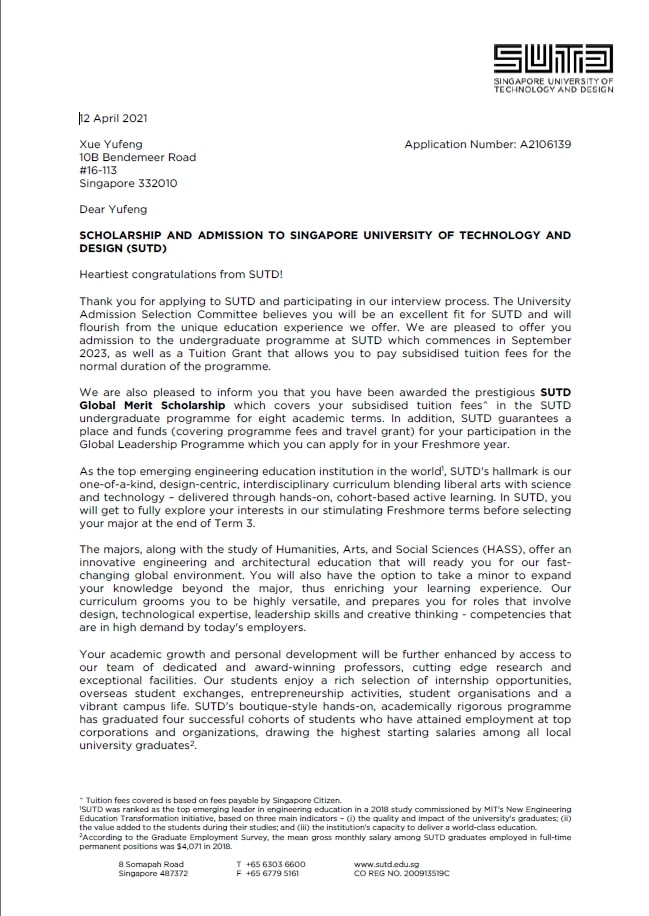 SUTD
SINGAPORE UNIVERSITY OF
TECHNOLOGY AND DESIGN
12 April 2021
Xue Yufeng
Application Number: A2106139
10B Bendemeer Road
#16-113
Singapore 332010
Dear Yufeng
SCHOLARSHIP AND ADMISSION TO SINGAPORE UNIVERSITY OF TECHNOLOGY AND
DESIGN (SUTD)
Heartiest congratulations from SUTD!
Thank you for applying to SUTD and participating in our interview process. The University
Admission Selection Committee believes you will be an excellent fit for SUTD and will
flourish from the unique education experience we offer. We are pleased to offer you
admission to the undergraduate programme at SUTD which commences in September
2023, as well as a Tuition Grant that allows you to pay subsidised tuition fees for the
normal duration of the programme.
We are also pleased to inform you that you have been awarded the prestigious SUTD
Global Merit Scholarship which covers your subsidised tuition fees^ in the SUTD
undergraduate programme for eight academic terms. In addition, SUTD guarantees a
place and funds (covering programme fees and travel grant) for your participation in the
Global Leadership Programme which you can apply for in your Freshmore year.
As the top emerging engineering education institution in the world¹, SUTD's hallmark is our
one-of-a-kind, design-centric, interdisciplinary curriculum blending liberal arts with science
and technology – delivered through hands-on, cohort-based active learning. In SUTD, you
will get to fully explore your interests in our stimulating Freshmore terms before selecting
your major at the end of Term 3.
The majors, along with the study of Humanities, Arts, and Social Sciences (HASS), offer an
innovative engineering and architectural education that will ready you for our fast-
changing global environment. You will also have the option to take a minor to expand
your knowledge beyond the major, thus enriching your learning experience. Our
curriculum grooms you to be highly versatile, and prepares you for roles that involve
design, technological expertise, leadership skills and creative thinking - competencies that
are in high demand by today's employers.
Your academic growth and personal development will be further enhanced by access to
our team of dedicated and award-winning professors, cutting edge research and
exceptional facilities. Our students enjoy a rich selection of internship opportunities,
overseas student exchanges, entrepreneurship activities, student organisations and a
vibrant campus life. SUTD's boutique-style hands-on, academically rigorous programme
has graduated four successful cohorts of students who have attained employment at top
corporations and organizations, drawing the highest starting salaries among all local
university graduates².
^ Tuition fees covered is based on fees payable by Singapore Citizen.
¹SUTD was ranked as the top emerging leader in engineering education in a 2018 study commissioned by MIT's New Engineering
Education Transformation initiative, based on three main indicators – (i) the quality and impact of the university's graduates; (ii)
the value added to the students during their studies; and (iii) the institution's capacity to deliver a world-class education.
²According to the Graduate Employment Survey, the mean gross monthly salary among SUTD graduates employed in full-time
permanent positions was $4,071 in 2018.
8 Somapah Road T +65 6303 6600 www.sutd.edu.sg
Singapore 487372 F +65 6779 5161 CO REG NO. 200913519C